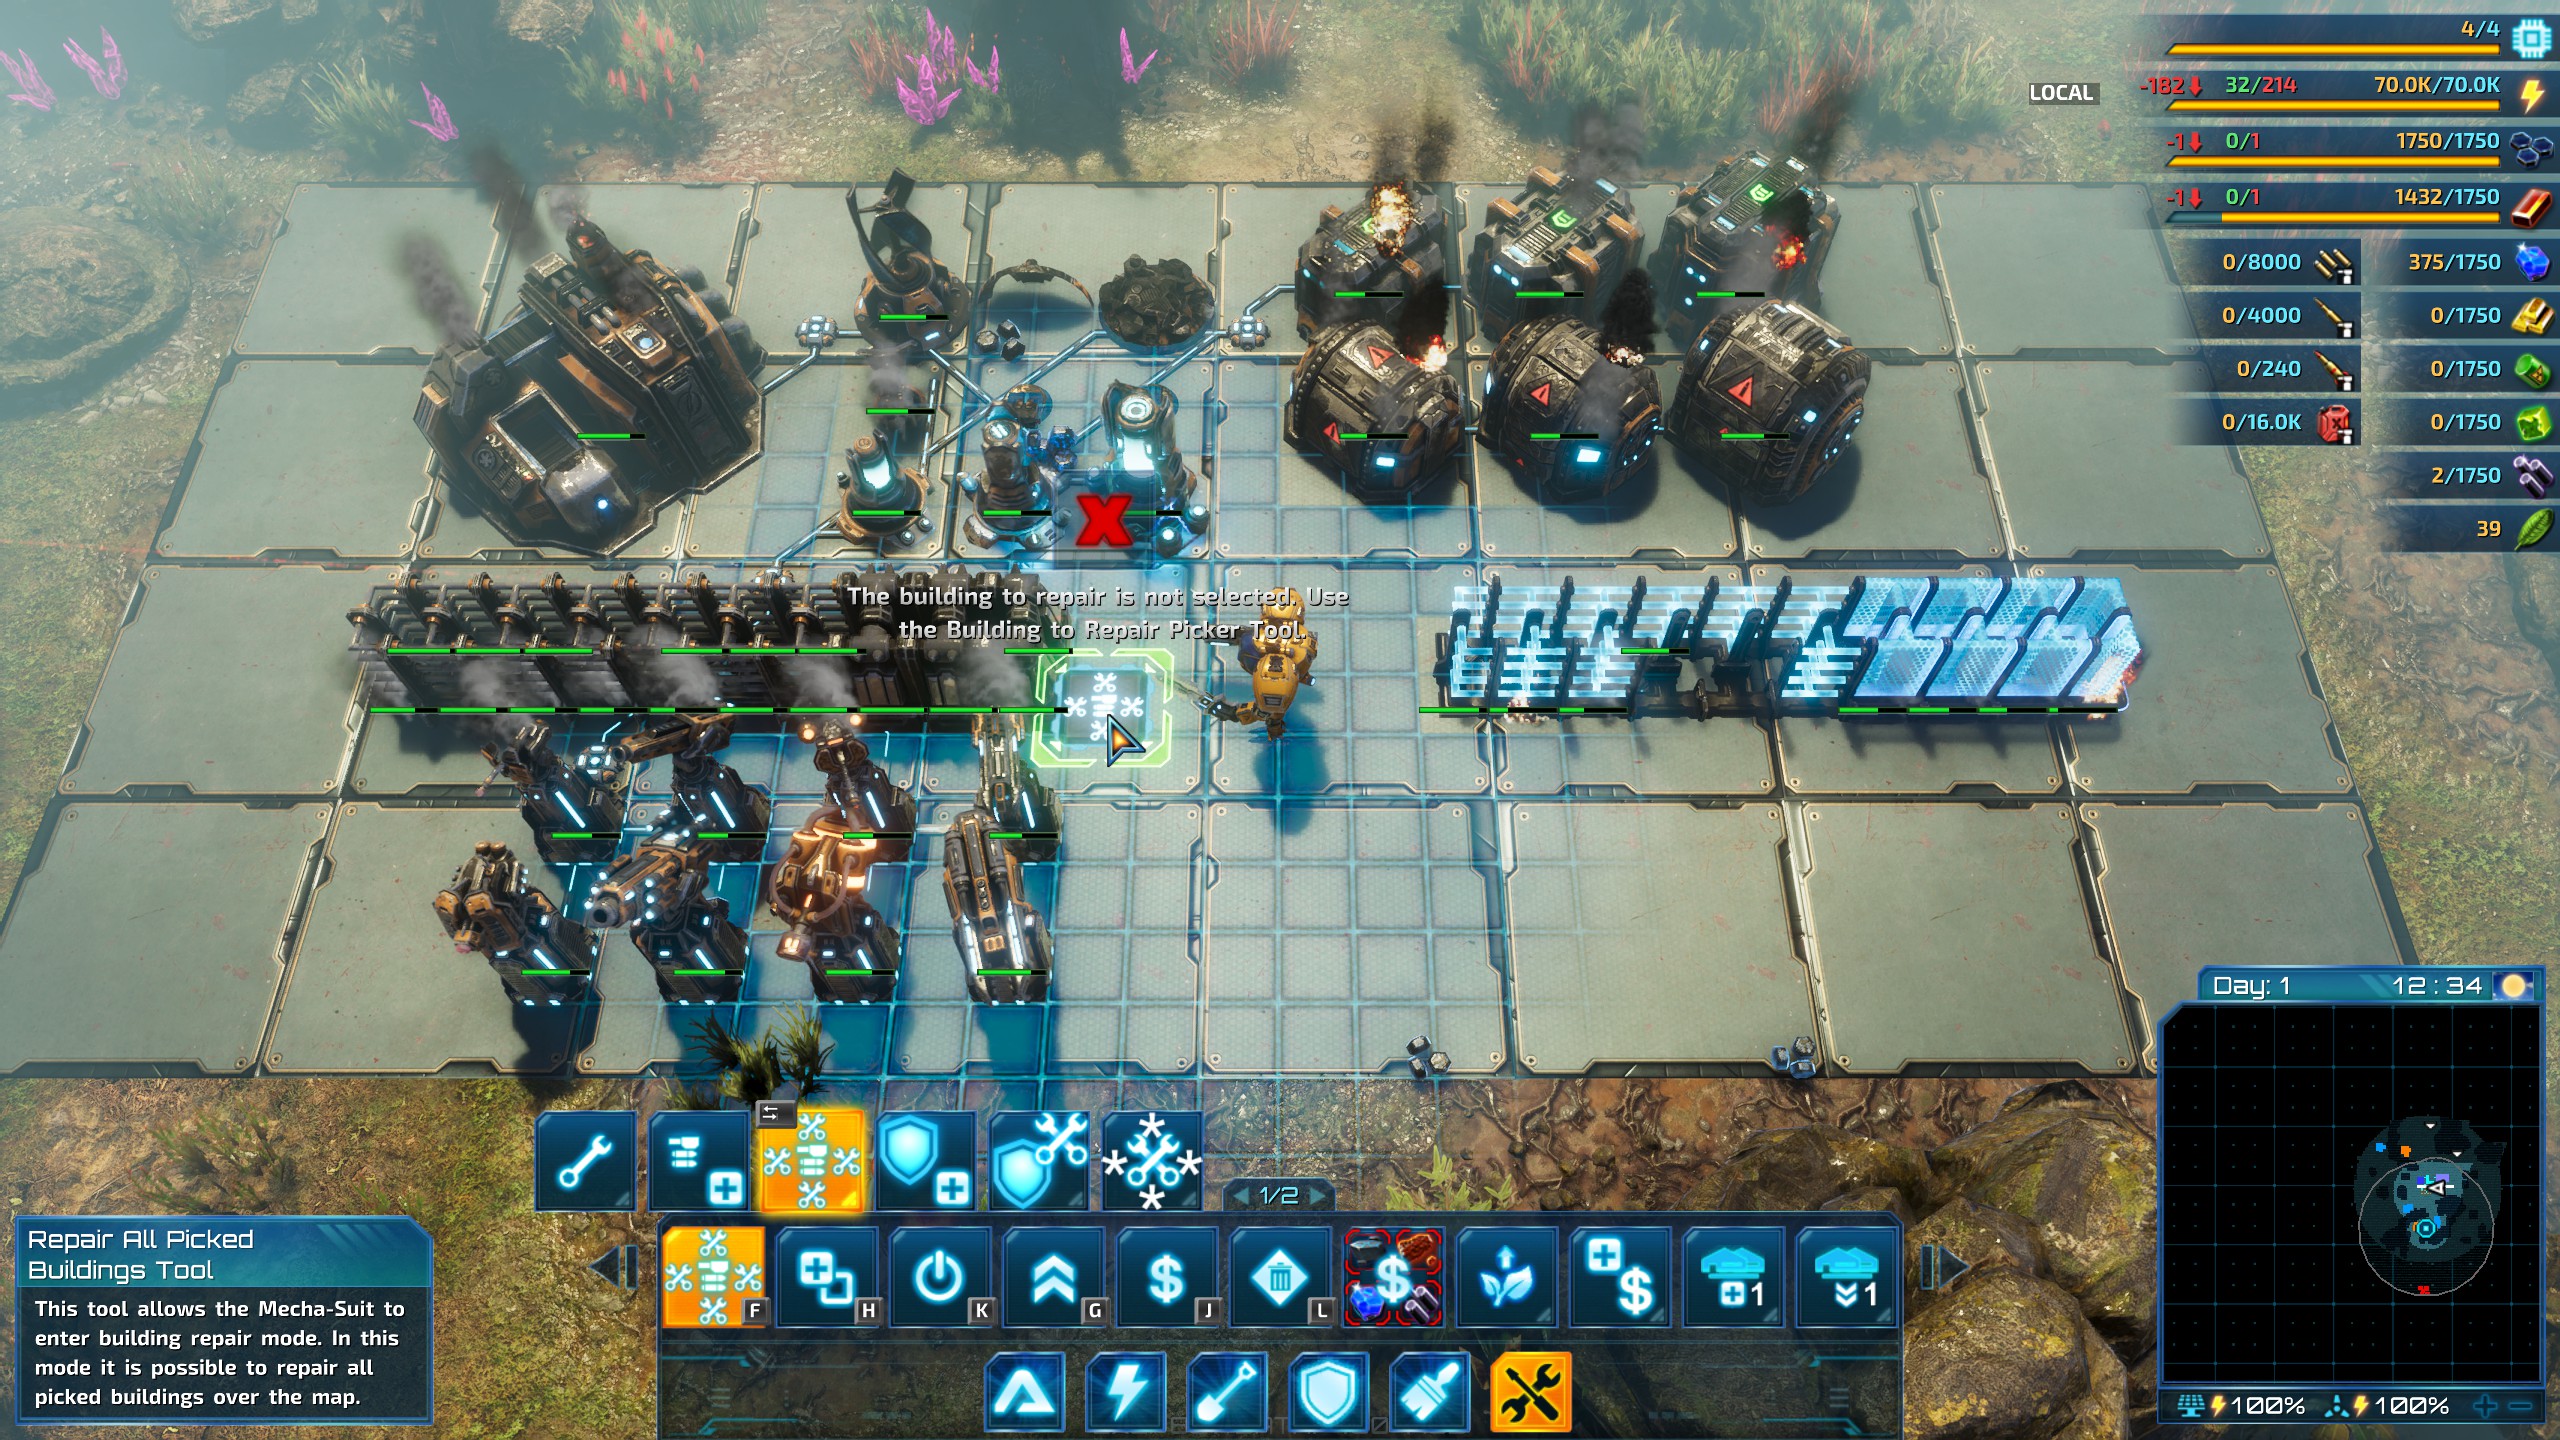 4/4
LOCAL
-182 32/214 70.0K/70.0K
-1 0/1 1750/1750
-1 0/1 1432/1750
0/8000 375/1750
0/4000 0/1750
0/240 0/1750
0/16.0K 0/1750
2/1750
39
X
The building to repair is not selected. Use
the Building to Repair Picker Tool.
Day: 1 12:34
1/2
Repair All Picked
Buildings Tool
This tool allows the Mecha-Suit to
enter building repair mode. In this
mode it is possible to repair all
picked buildings over the map.
F H K G J L 1 1
100% 100%